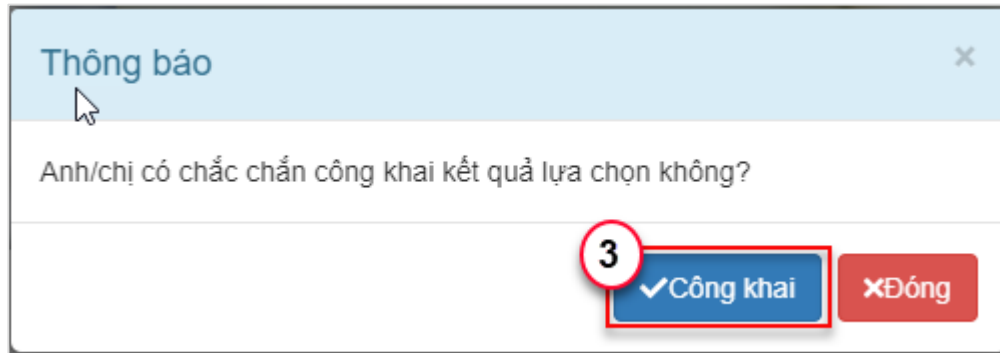 Thông báo
×
Anh/chị có chắc chắn công khai kết quả lựa chọn không?
3
Công khai
Đóng